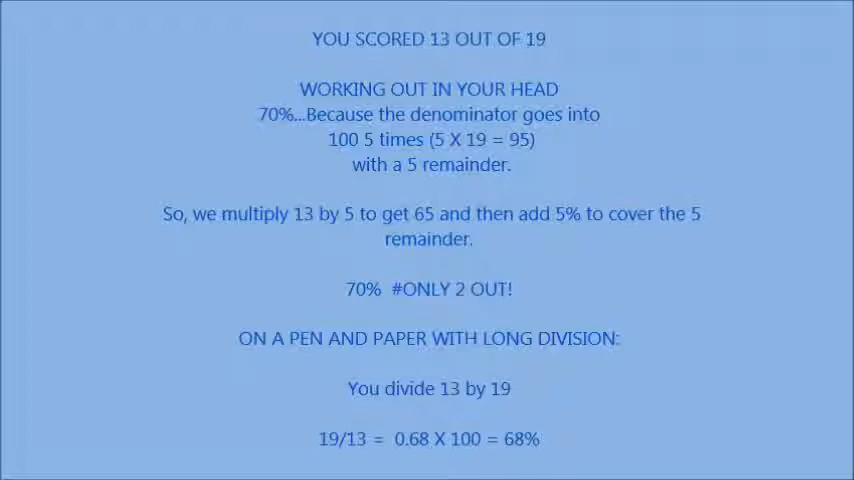 YOU SCORED 13 OUT OF 19
WORKING OUT IN YOUR HEAD
70%...Because the denominator goes into
100 5 times (5 X 19 = 95)
with a 5 remainder.
So, we multiply 13 by 5 to get 65 and then add 5% to cover the 5
remainder.
70% #ONLY 2 OUT!
ON A PEN AND PAPER WITH LONG DIVISION:
You divide 13 by 19
19/13 = 0.68 X 100 = 68%